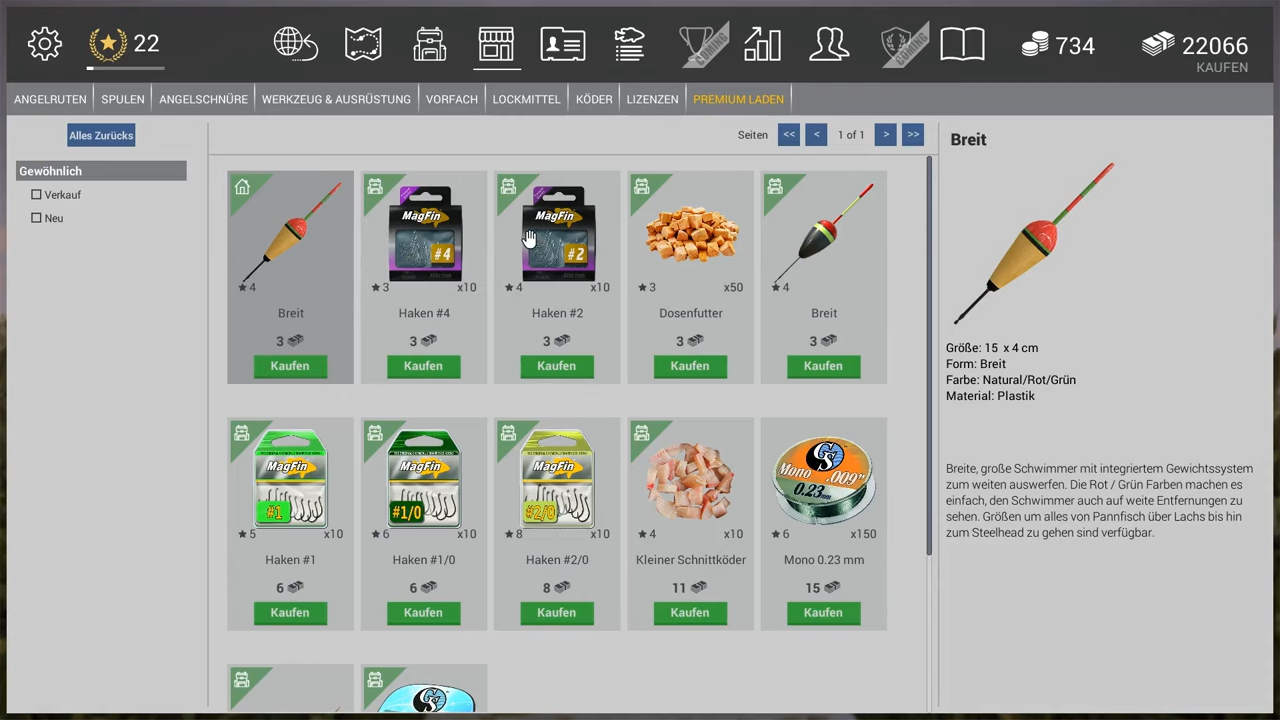 22
COMING
COMING
734
22066
KAUFEN
ANGELRUTEN SPULEN ANGELSCHNÜRE WERKZEUG & AUSRÜSTUNG VORFACH LOCKMITTEL KÖDER LIZENZEN PREMIUM LADEN
Alles Zurücks
Gewöhnlich
Verkauf
Neu
Seiten << < 1 of 1 > >>
4
Breit
3
Kaufen
MagFin
#4
3 x10
Haken #4
3
Kaufen
MagFin
#2
4 x10
Haken #2
3
Kaufen
3 x50
Dosenfutter
3
Kaufen
4
Breit
3
Kaufen
MagFin
#1
5 x10
Haken #1
6
Kaufen
MagFin
#1/0
6 x10
Haken #1/0
6
Kaufen
MagFin
#2/0
8 x10
Haken #2/0
8
Kaufen
4 x10
Kleiner Schnittköder
11
Kaufen
GS
Mono .009"
0.23mm
6 x150
Mono 0.23 mm
15
Kaufen
GS
Breit
Größe: 15 x 4 cm
Form: Breit
Farbe: Natural/Rot/Grün
Material: Plastik
Breite, große Schwimmer mit integriertem Gewichtssystem
zum weiten auswerfen. Die Rot / Grün Farben machen es
einfach, den Schwimmer auch auf weite Entfernungen zu
sehen. Größen um alles von Pannfisch über Lachs bis hin
zum Steelhead zu gehen sind verfügbar.